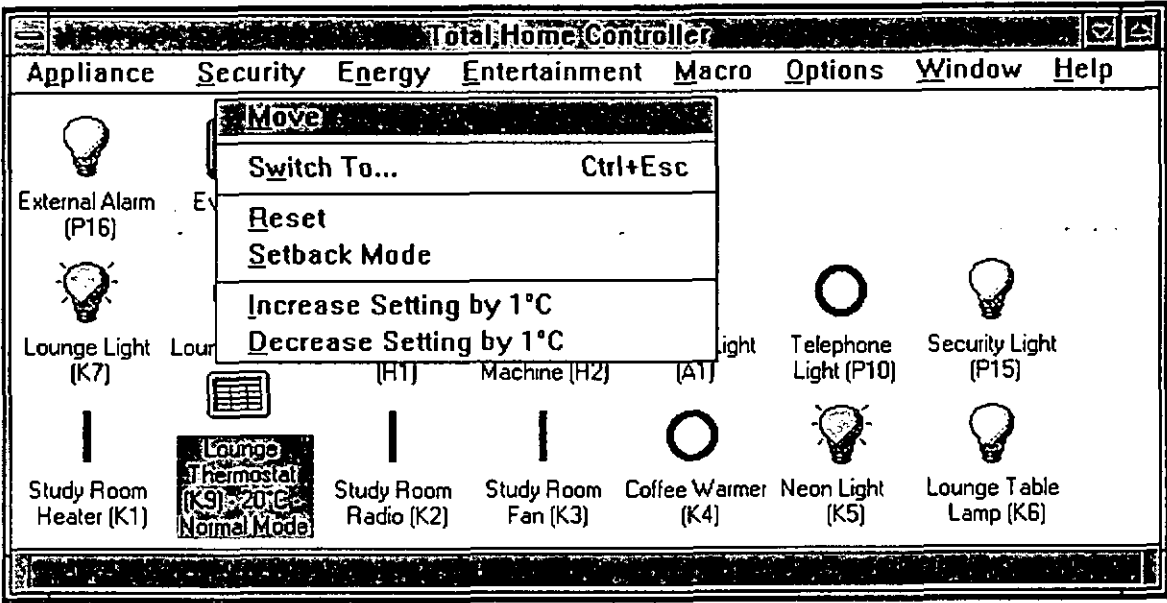 Total Home Controller
Appliance Security Energy Entertainment Macro Options Window Help
Move
Switch To... Ctrl+Esc
Reset
Setback Mode
Increase Setting by 1°C
Decrease Setting by 1°C
External Alarm
(P16)
Lounge Light
(K7)
(H1)
Machine (H2)
(A1)
Telephone
Light (P10)
Security Light
(P15)
Study Room
Heater (K1)
Lounge
Thermostat
(K9) - 20°C
Normal Mode
Study Room
Radio (K2)
Study Room
Fan (K3)
Coffee Warmer
(K4)
Neon Light
(K5)
Lounge Table
Lamp (K6)